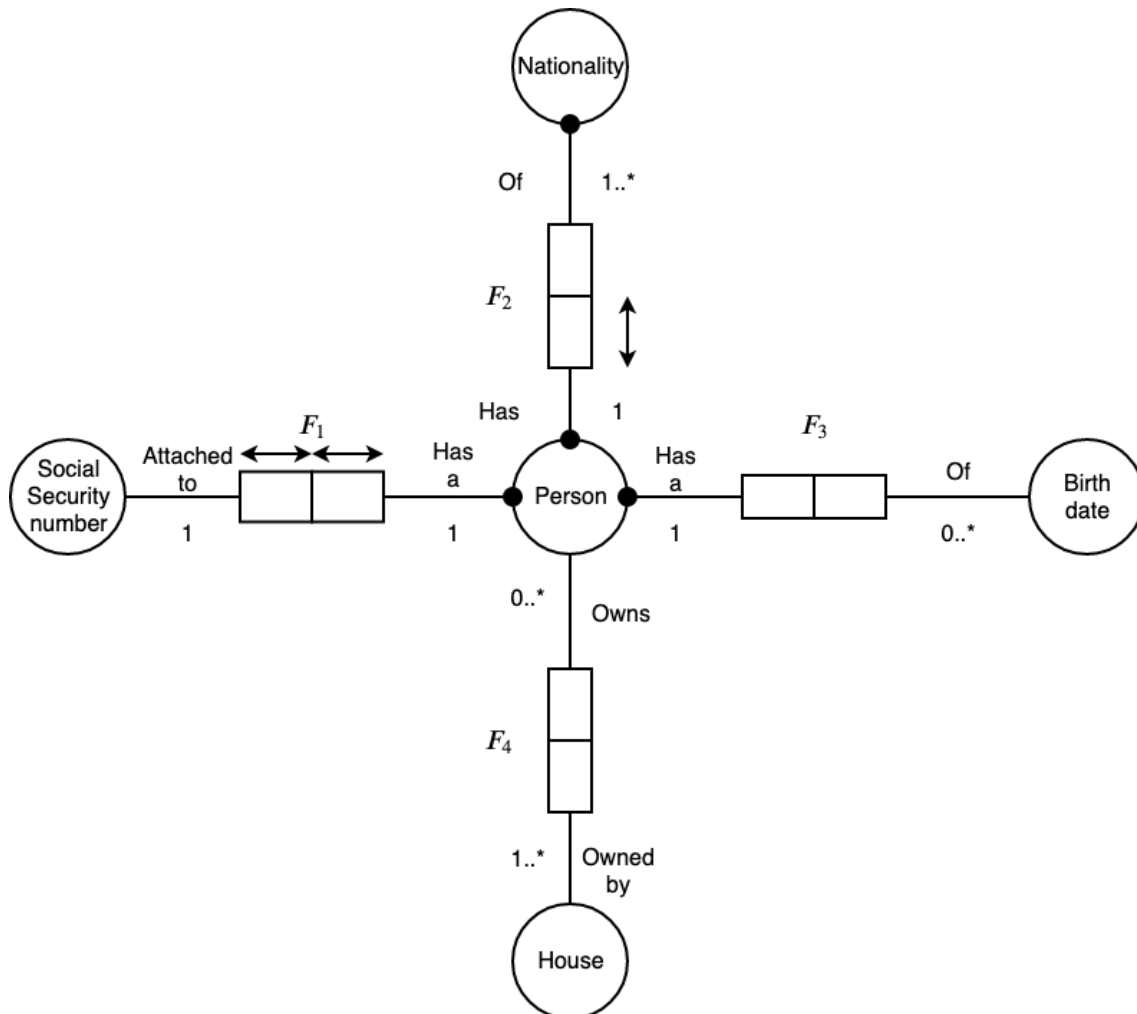 Nationality
Of
1..*
F₂
Has
1
F₁
F₃
Social
Security
number
Attached
to
1
Has
a
1
Person
Has
a
1
Of
0..*
Birth
date
0..*
Owns
F₄
1..*
Owned
by
House